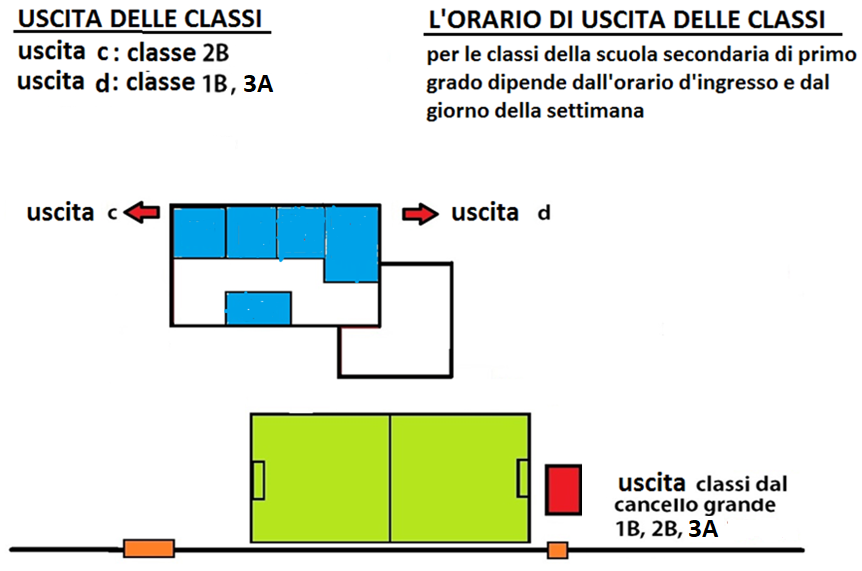 USCITA DELLE CLASSI
uscita c: classe 2B
uscita d: classe 1B, 3A
L'ORARIO DI USCITA DELLE CLASSI
per le classi della scuola secondaria di primo
grado dipende dall'orario d'ingresso e dal
giorno della settimana
uscita c
uscita d
uscita classi dal
cancello grande
1B, 2B, 3A